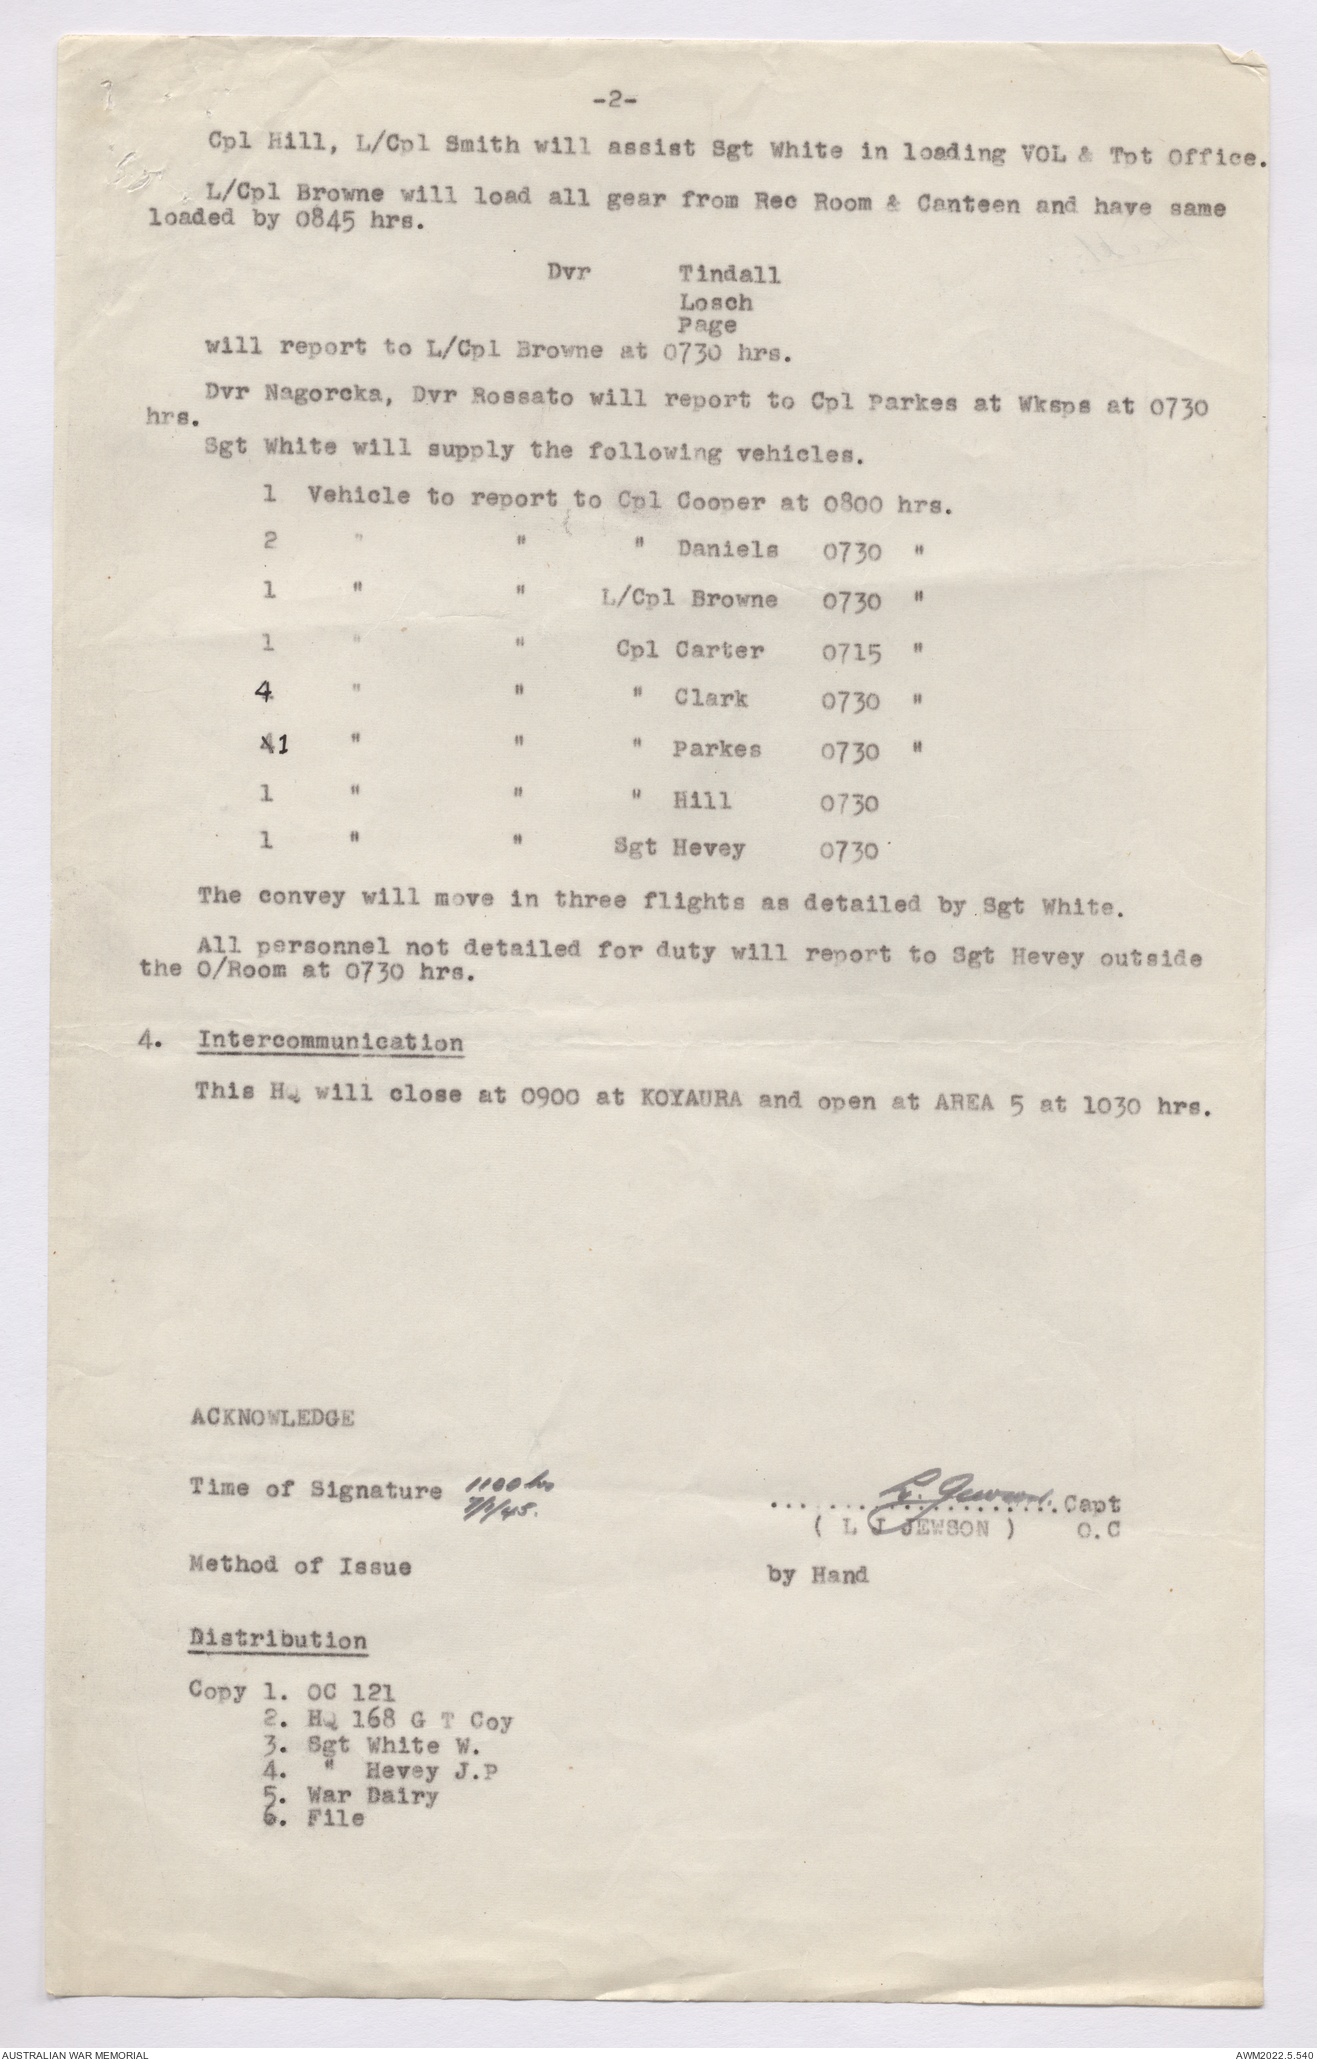 -2-
Cpl Hill, L/Cpl Smith will assist Sgt White in loading VOL & Tpt Office.
L/Cpl Browne will load all gear from Rec Room & Canteen and have same
loaded by 0845 hrs.
Dvr Tindall
Losch
Page
will report to L/Cpl Browne at 0730 hrs.
Dvr Nagorcka, Dvr Rossato will report to Cpl Parkes at Wksps at 0730
hrs.
Sgt White will supply the following vehicles.
1 Vehicle to report to Cpl Cooper at 0800 hrs.
2 " " " Daniels 0730 "
1 " " L/Cpl Browne 0730 "
1 " " Cpl Carter 0715 "
4 " " " Clark 0730 "
1 " " " Parkes 0730 "
1 " " " Hill 0730
1 " " Sgt Hevey 0730
The convey will move in three flights as detailed by Sgt White.
All personnel not detailed for duty will report to Sgt Hevey outside
the O/Room at 0730 hrs.
4. Intercommunication
This HQ will close at 0900 at KOYAURA and open at AREA 5 at 1030 hrs.
ACKNOWLEDGE
Time of Signature 1100 hrs
L. Jewson Capt
( L J JEWSON ) O.C
Method of Issue by Hand
Distribution
Copy 1. OC 121
2. HQ 168 G T Coy
3. Sgt White W.
4. " Hevey J.P
5. War Dairy
6. File
AUSTRALIAN WAR MEMORIAL
AWM2022.5.540